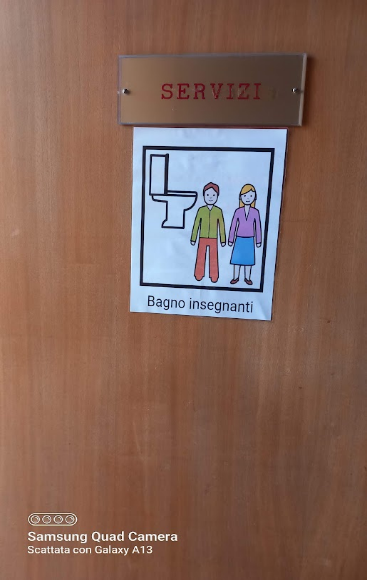 SERVIZI
Bagno insegnanti
Samsung Quad Camera
Scattata con Galaxy A13